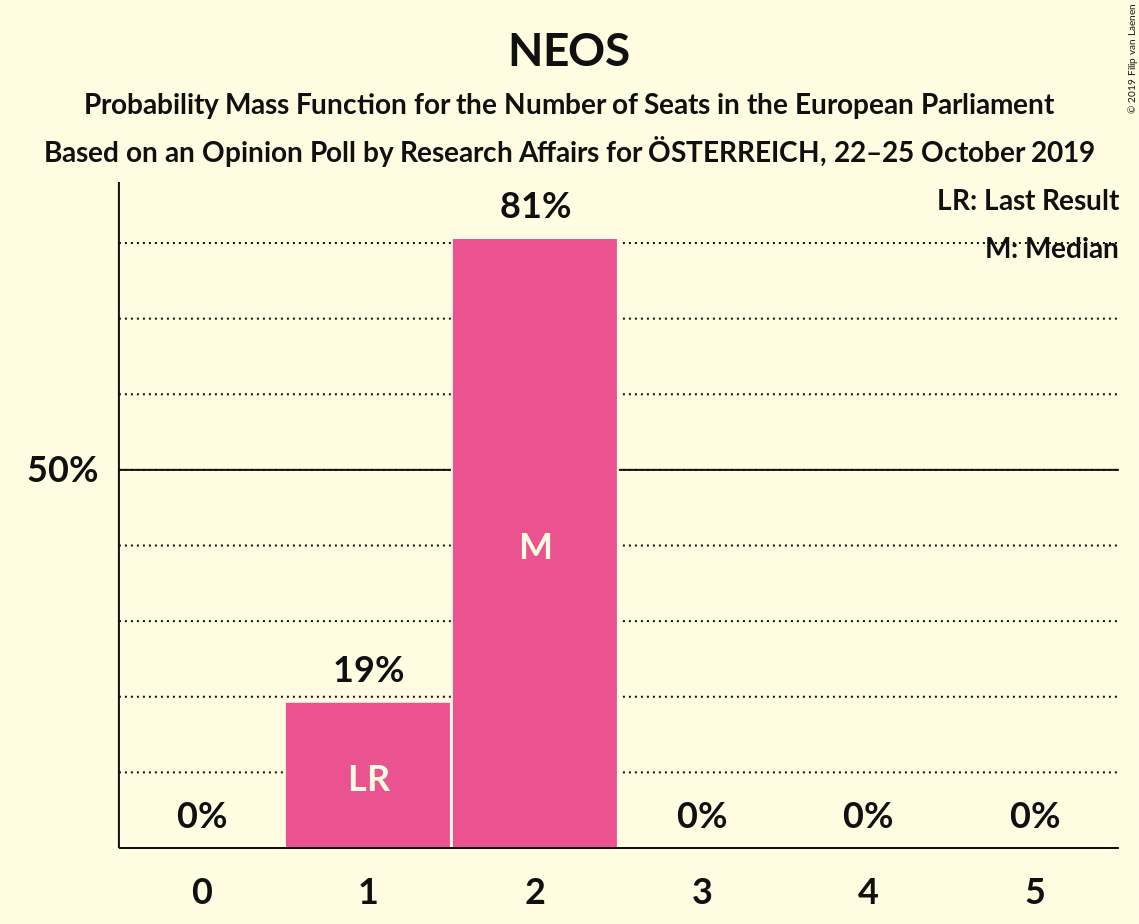 NEOS
Probability Mass Function for the Number of Seats in the European Parliament
Based on an Opinion Poll by Research Affairs for ÖSTERREICH, 22–25 October 2019
© 2019 Filip van Laenen
LR: Last Result
M: Median
81%
50%
M
19%
LR
0%
0%
0%
0%
0 1 2 3 4 5